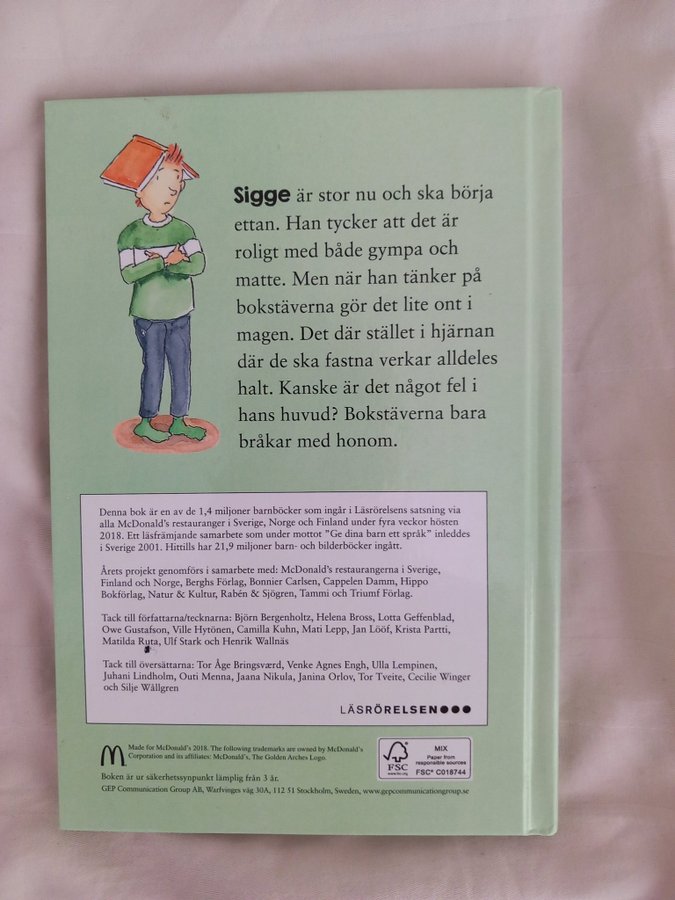 Sigge är stor nu och ska börja
ettan. Han tycker att det är
roligt med både gympa och
matte. Men när han tänker på
bokstäverna gör det lite ont i
magen. Det där stället i hjärnan
där de ska fastna verkar alldeles
halt. Kanske är det något fel i
hans huvud? Bokstäverna bara
bråkar med honom.
Denna bok är en av de 1,4 miljoner barnböcker som ingår i Läsrörelsens satsning via
alla McDonald's restauranger i Sverige, Norge och Finland under fyra veckor hösten
2018. Ett läsfrämjande samarbete som under mottot "Ge dina barn ett språk" inleddes
i Sverige 2001. Hittills har 21,9 miljoner barn- och bilderböcker ingått.
Årets projekt genomförs i samarbete med: McDonald's restaurangerna i Sverige,
Finland och Norge, Berghs Förlag, Bonnier Carlsen, Cappelen Damm, Hippo
Bokförlag, Natur & Kultur, Rabén & Sjögren, Tammi och Triumf Förlag.
Tack till författarna/tecknarna: Björn Bergenholtz, Helena Bross, Lotta Geffenblad,
Owe Gustafson, Ville Hytönen, Camilla Kuhn, Mati Lepp, Jan Lööf, Krista Partti,
Matilda Ruta, Ulf Stark och Henrik Wallnäs
Tack till översättarna: Tor Åge Bringsværd, Venke Agnes Engh, Ulla Lempinen,
Juhani Lindholm, Outi Menna, Jaana Nikula, Janina Orlov, Tor Tveite, Cecilie Winger
och Silje Wållgren
LÄSRÖRELSEN●●●
Made for McDonald's 2018. The following trademarks are owned by McDonald's
Corporation and its affiliates: McDonald's, The Golden Arches Logo.
Boken är ur säkerhetssynpunkt lämplig från 3 år.
GEP Communication Group AB, Warfvinges väg 30A, 112 51 Stockholm, Sweden, www.gepcommunicationgroup.se
FSC
www.fsc.org
MIX
Paper from
responsible sources
FSC® C018744